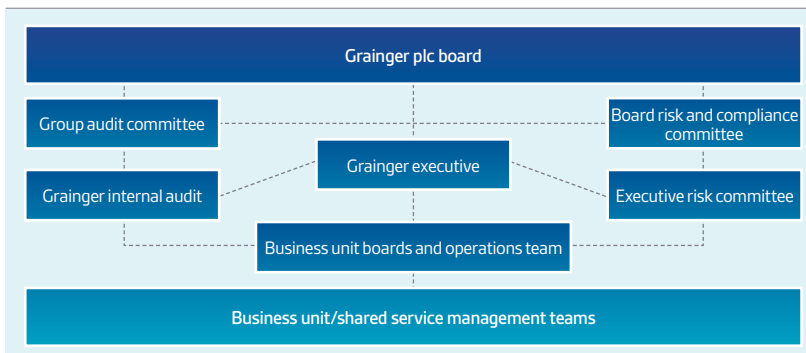 Grainger plc board
Group audit committee
Board risk and compliance
committee
Grainger executive
Grainger internal audit
Executive risk committee
Business unit boards and operations team
Business unit/shared service management teams